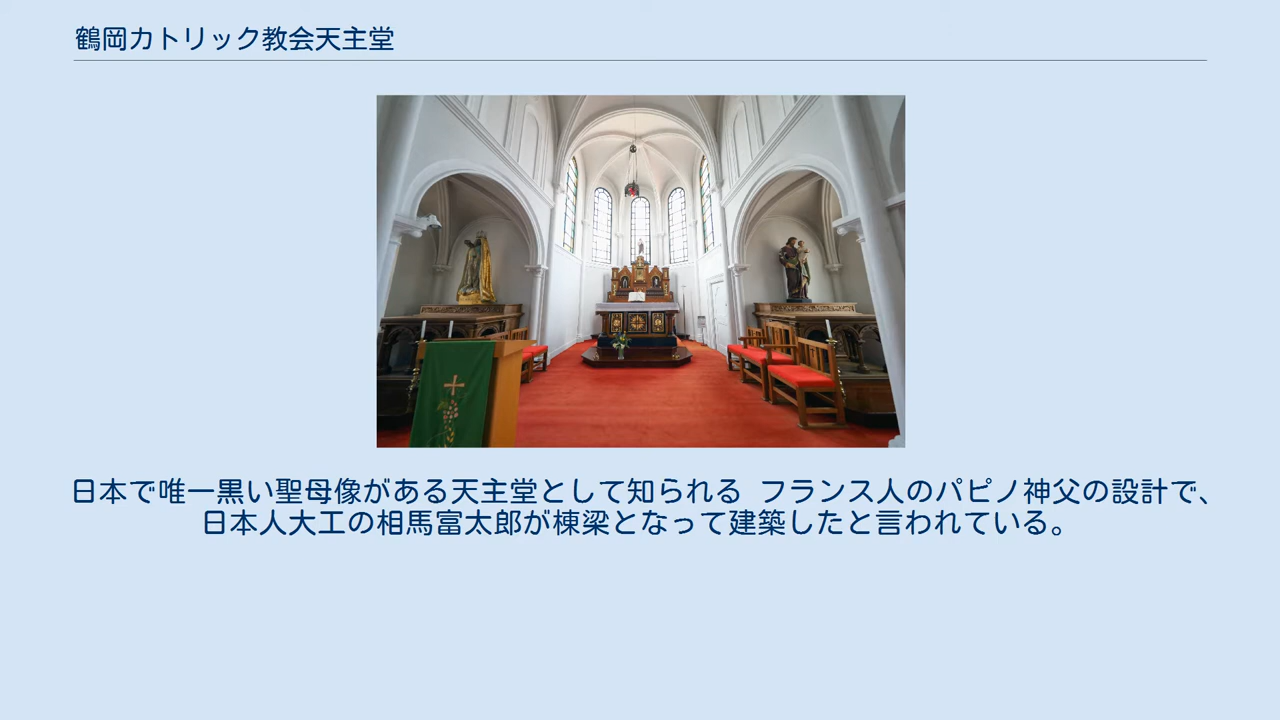 鶴岡カトリック教会天主堂
日本で唯一黒い聖母像がある天主堂として知られる フランス人のパピノ神父の設計で、
日本人大工の相馬富太郎が棟梁となって建築したと言われている。